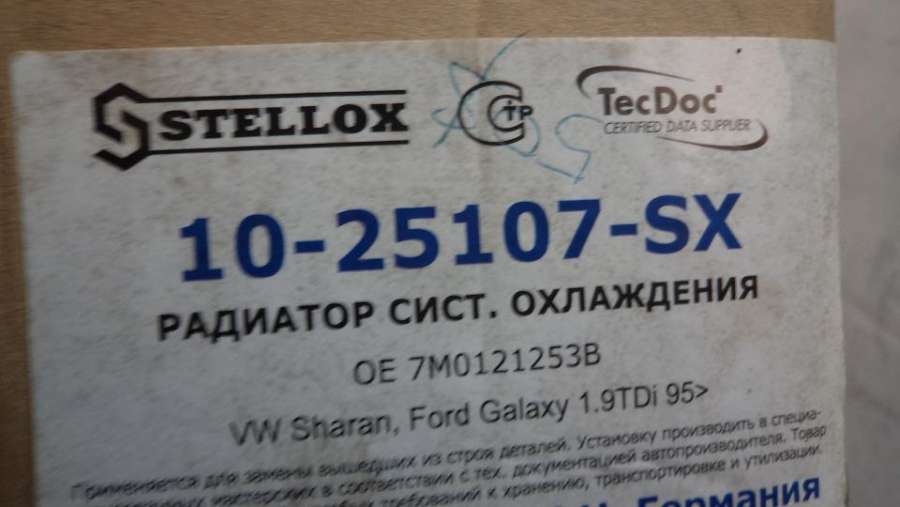 STELLOX
СТР
TecDoc
CERTIFIED DATA SUPPLIER
10-25107-SX
РАДИАТОР СИСТ. ОХЛАЖДЕНИЯ
OE 7M0121253B
VW Sharan, Ford Galaxy 1.9TDi 95>
Применяется для замены вышедших из строя деталей. Установку производить в специа-
мастерских в соответствии с тех. документацией автопроизводителя. Товар
требований к хранению, транспортировке и утилизации.
Германия